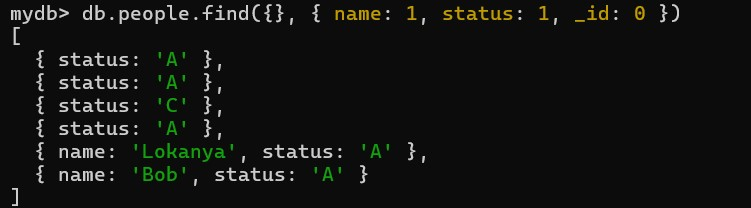 mydb> db.people.find({}, { name: 1, status: 1, _id: 0 })
[
  { status: 'A' },
  { status: 'A' },
  { status: 'C' },
  { status: 'A' },
  { name: 'Lokanya', status: 'A' },
  { name: 'Bob', status: 'A' }
]